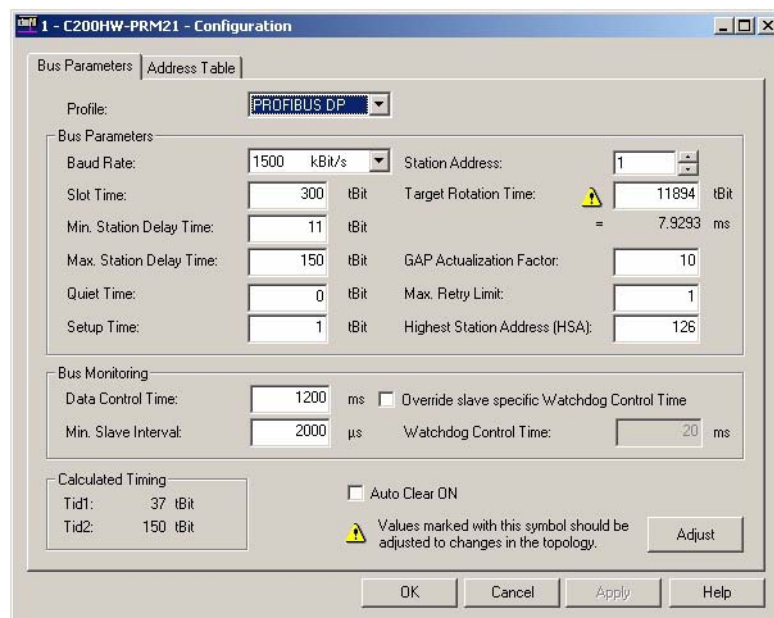 1 - C200HW-PRM21 - Configuration
Bus Parameters Address Table
Profile: PROFIBUS DP
Bus Parameters
Baud Rate: 1500 kBit/s Station Address: 1
Slot Time: 300 tBit Target Rotation Time: 11894 tBit
Min. Station Delay Time: 11 tBit = 7.9293 ms
Max. Station Delay Time: 150 tBit GAP Actualization Factor: 10
Quiet Time: 0 tBit Max. Retry Limit: 1
Setup Time: 1 tBit Highest Station Address (HSA): 126
Bus Monitoring
Data Control Time: 1200 ms Override slave specific Watchdog Control Time
Min. Slave Interval: 2000 µs Watchdog Control Time: 20 ms
Calculated Timing
Tid1: 37 tBit
Tid2: 150 tBit
Auto Clear ON
Values marked with this symbol should be
adjusted to changes in the topology.
Adjust
OK Cancel Apply Help